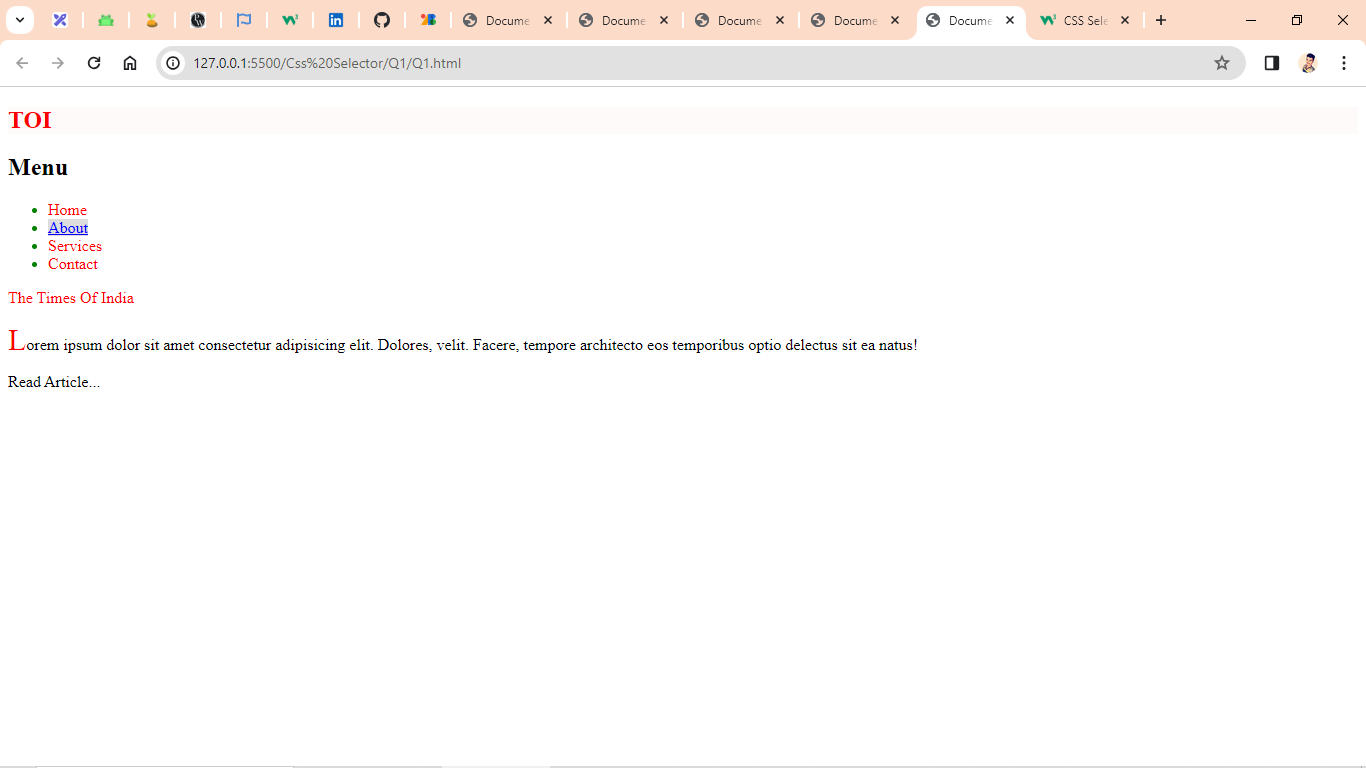 Docume
Docume
Docume
Docume
Docume
CSS Sele
127.0.0.1:5500/Css%20Selector/Q1/Q1.html
TOI
Menu
Home
About
Services
Contact
The Times Of India
Lorem ipsum dolor sit amet consectetur adipisicing elit. Dolores, velit. Facere, tempore architecto eos temporibus optio delectus sit ea natus!
Read Article...